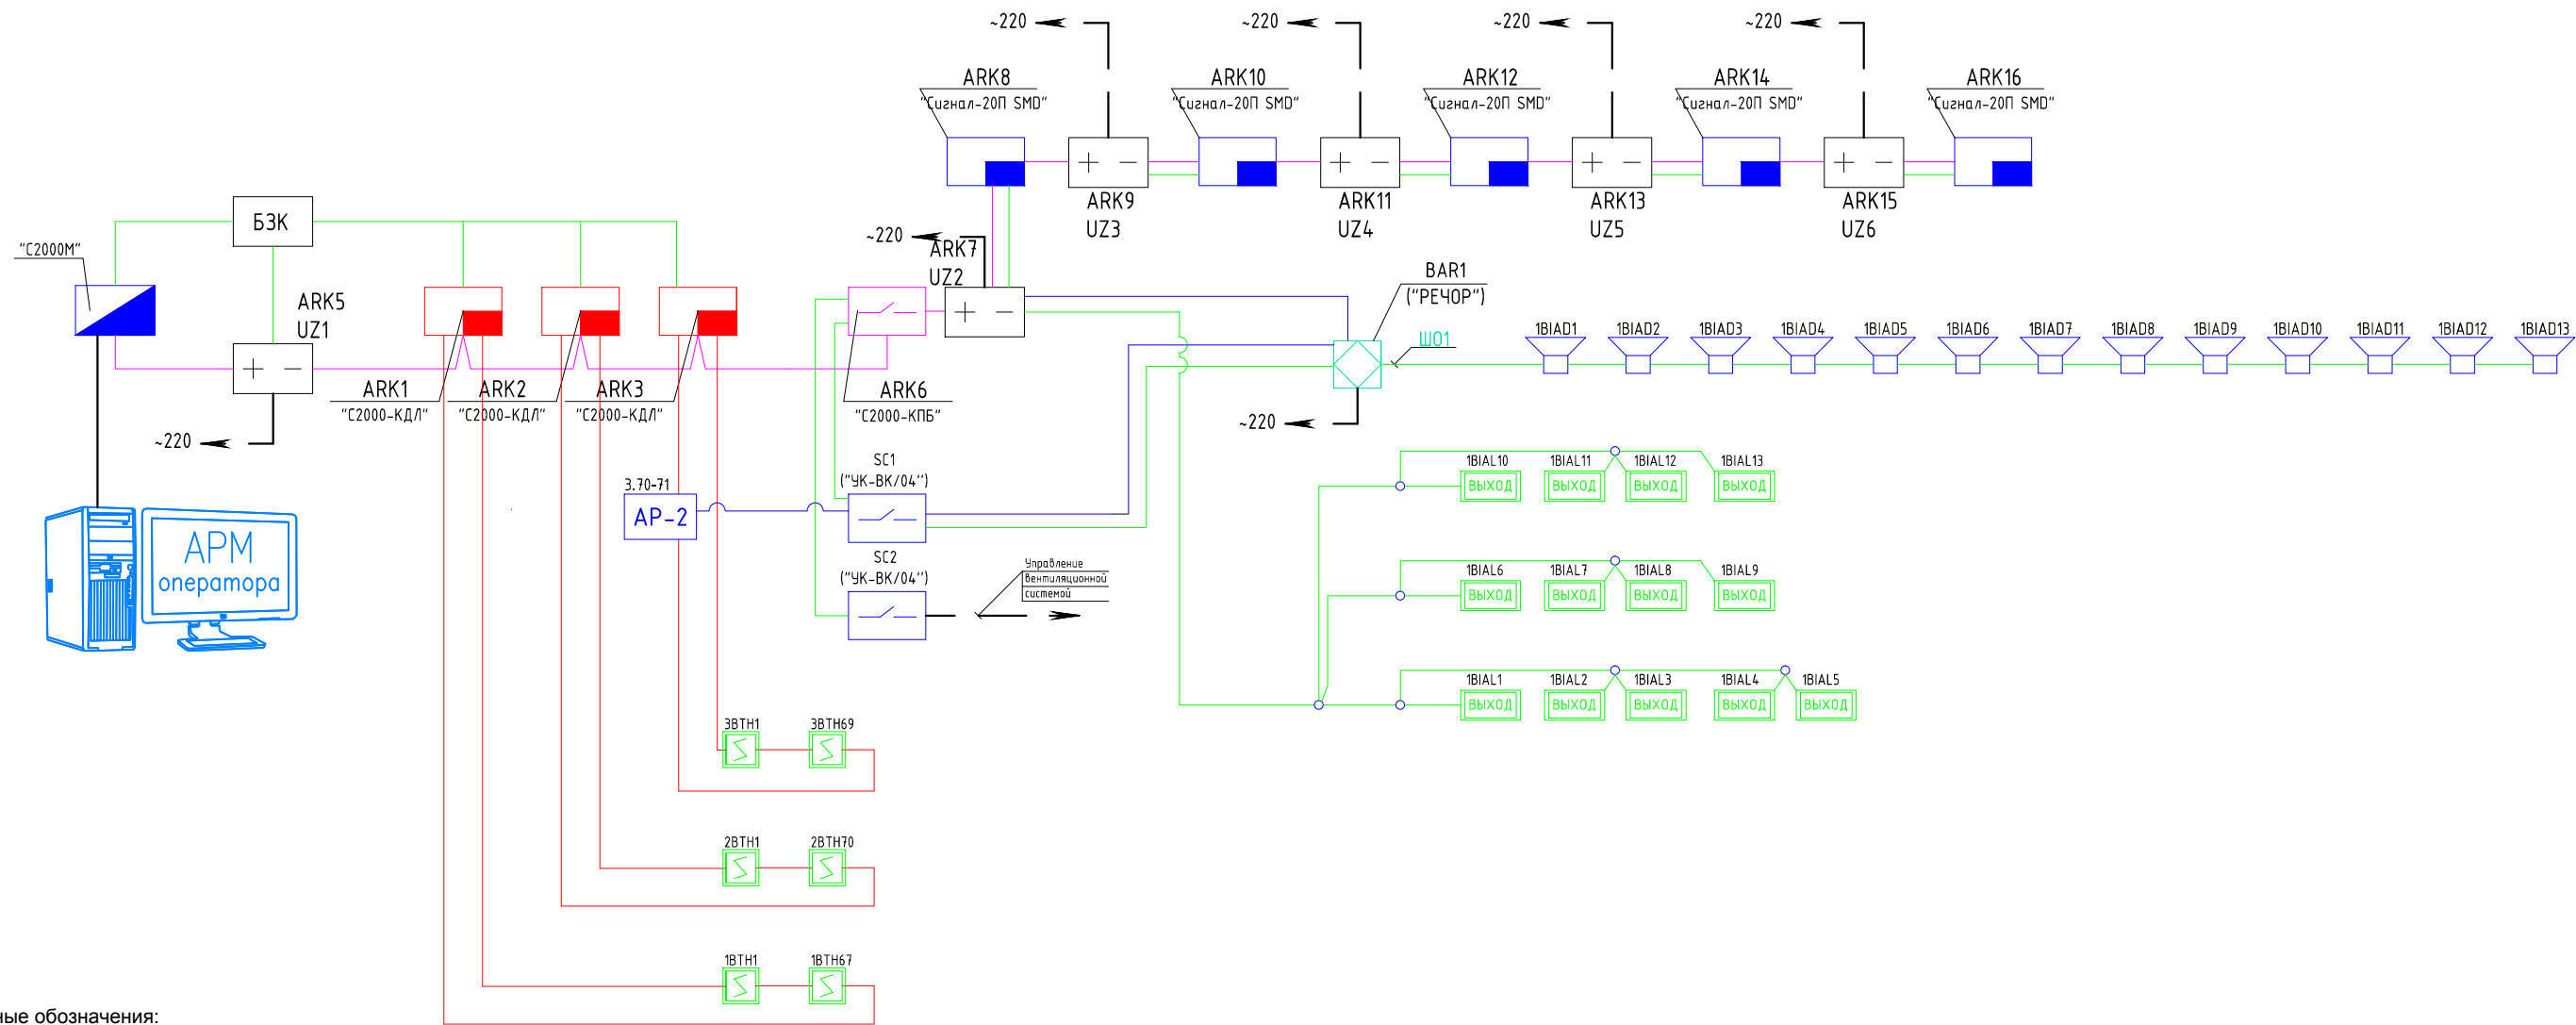 ~220 ~220 ~220 ~220
ARK8 ARK10 ARK12 ARK14 ARK16
"Сигнал-20П SMD" "Сигнал-20П SMD" "Сигнал-20П SMD" "Сигнал-20П SMD" "Сигнал-20П SMD"
+ - + - + - + -
ARK9 ARK11 ARK13 ARK15
UZ3 UZ4 UZ5 UZ6
БЗК
"С2000М"
~220
ARK7
UZ2
+ -
ARK5
UZ1
+ -
~220
BAR1
("РЕЧОР")
ШО1
1BIAD1 1BIAD2 1BIAD3 1BIAD4 1BIAD5 1BIAD6 1BIAD7 1BIAD8 1BIAD9 1BIAD10 1BIAD11 1BIAD12 1BIAD13
ARK1 ARK2 ARK3 ARK6
"С2000-КДЛ" "С2000-КДЛ" "С2000-КДЛ" "С2000-КПБ"
~220
SC1
("УК-ВК/04")
3.70-71
АР-2
SC2
("УК-ВК/04")
Управление
вентиляционной
системой
АРМ
оператора
1BIAL10 1BIAL11 1BIAL12 1BIAL13
ВЫХОД ВЫХОД ВЫХОД ВЫХОД
1BIAL6 1BIAL7 1BIAL8 1BIAL9
ВЫХОД ВЫХОД ВЫХОД ВЫХОД
1BIAL1 1BIAL2 1BIAL3 1BIAL4 1BIAL5
ВЫХОД ВЫХОД ВЫХОД ВЫХОД ВЫХОД
3BTH1 3BTH69
2BTH1 2BTH70
1BTH1 1BTH67
ные обозначения: